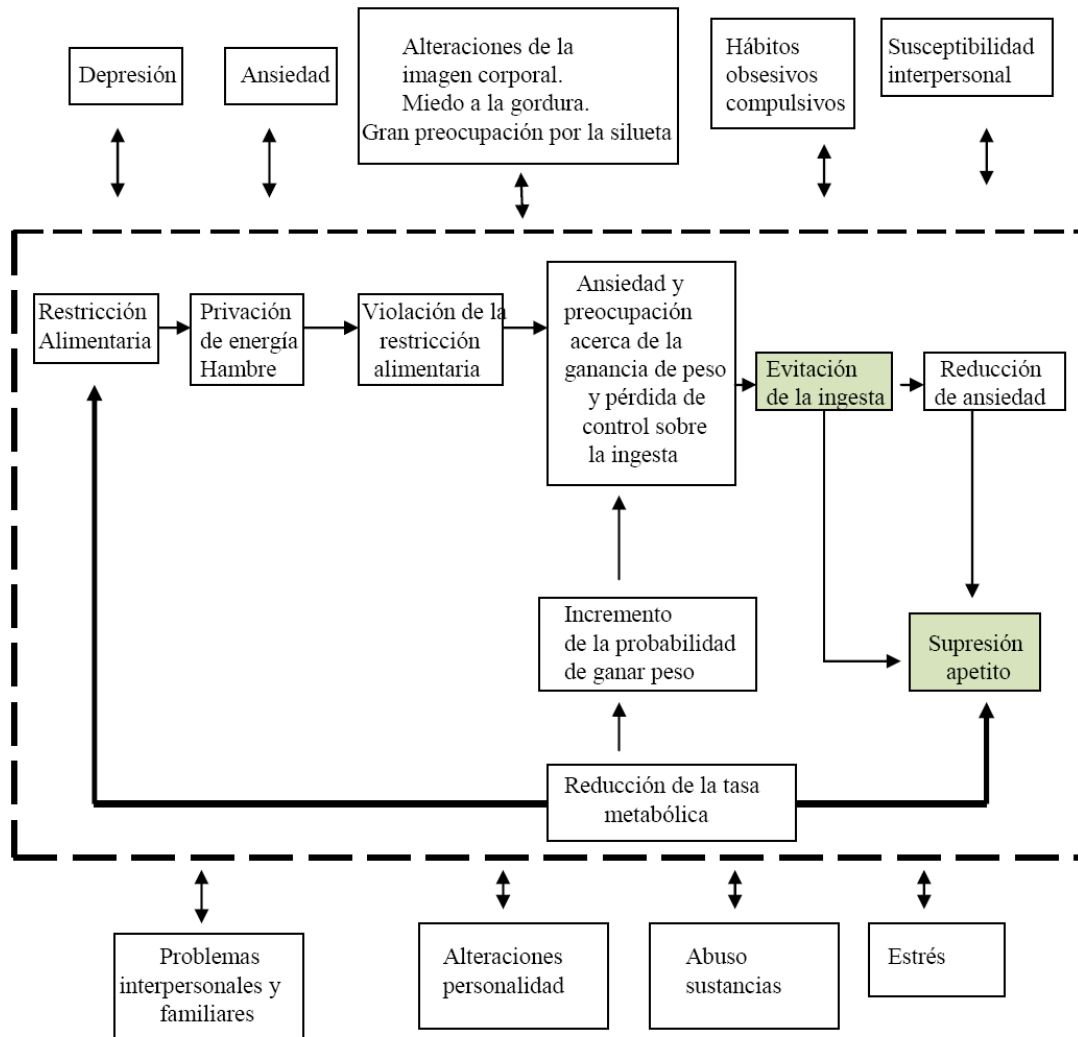 Depresión
Ansiedad
Alteraciones de la
imagen corporal.
Miedo a la gordura.
Gran preocupación por la silueta
Hábitos
obsesivos
compulsivos
Susceptibilidad
interpersonal
Restricción
Alimentaria
Privación
de energía
Hambre
Violación de la
restricción
alimentaria
Ansiedad y
preocupación
acerca de la
ganancia de peso
y pérdida de
control sobre
la ingesta
Evitación
de la ingesta
Reducción
de ansiedad
Incremento
de la probabilidad
de ganar peso
Supresión
apetito
Reducción de la tasa
metabólica
Problemas
interpersonales y
familiares
Alteraciones
personalidad
Abuso
sustancias
Estrés